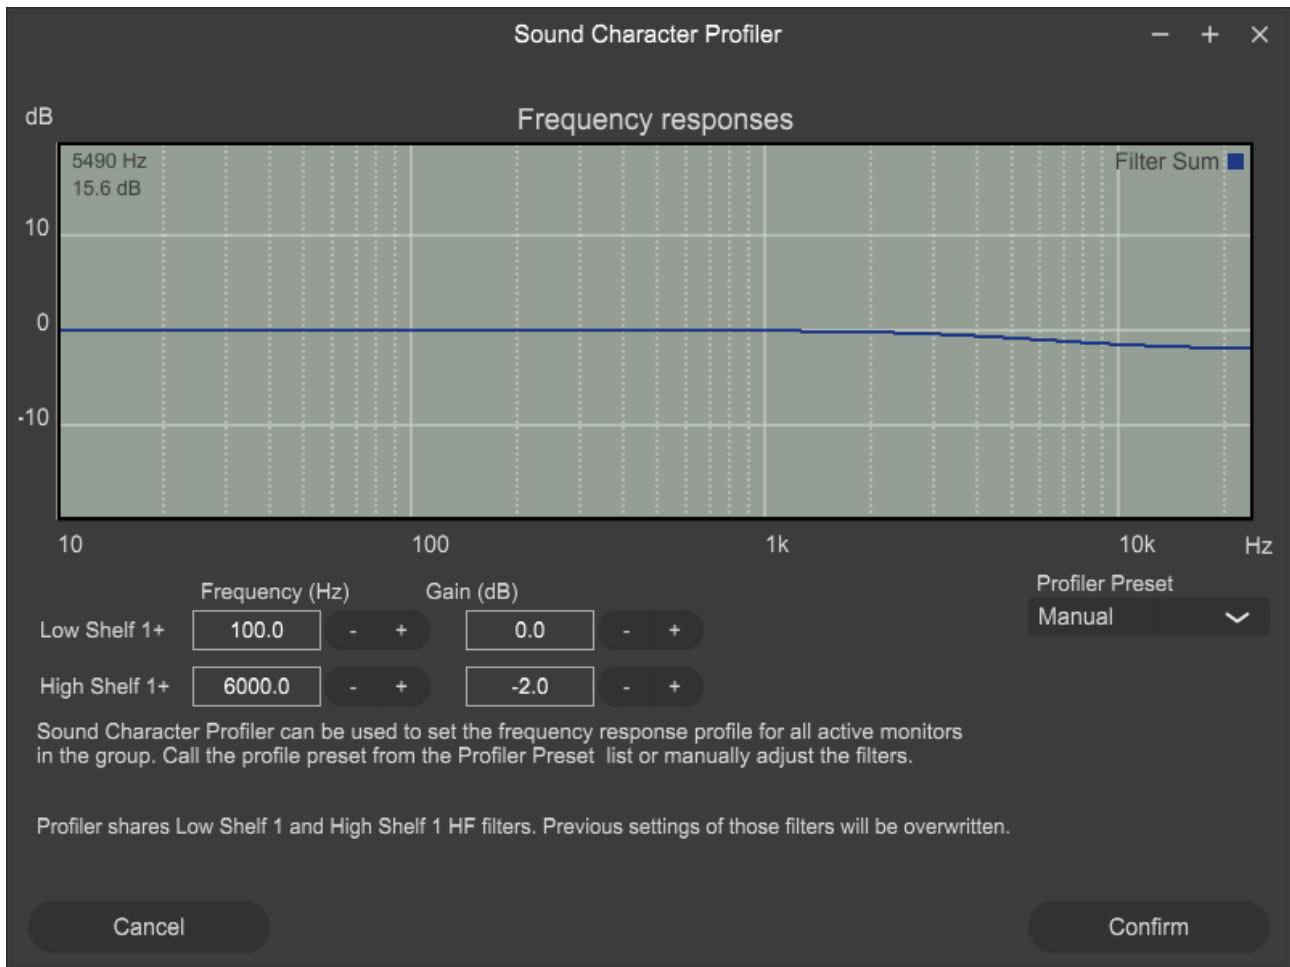 Sound Character Profiler
dB
Frequency responses
5490 Hz
15.6 dB
Filter Sum
10
0
-10
10 100 1k 10k Hz
Frequency (Hz) Gain (dB) Profiler Preset
Manual
Low Shelf 1+ 100.0 - + 0.0 - +
High Shelf 1+ 6000.0 - + -2.0 - +
Sound Character Profiler can be used to set the frequency response profile for all active monitors
in the group. Call the profile preset from the Profiler Preset list or manually adjust the filters.
Profiler shares Low Shelf 1 and High Shelf 1 HF filters. Previous settings of those filters will be overwritten.
Cancel Confirm